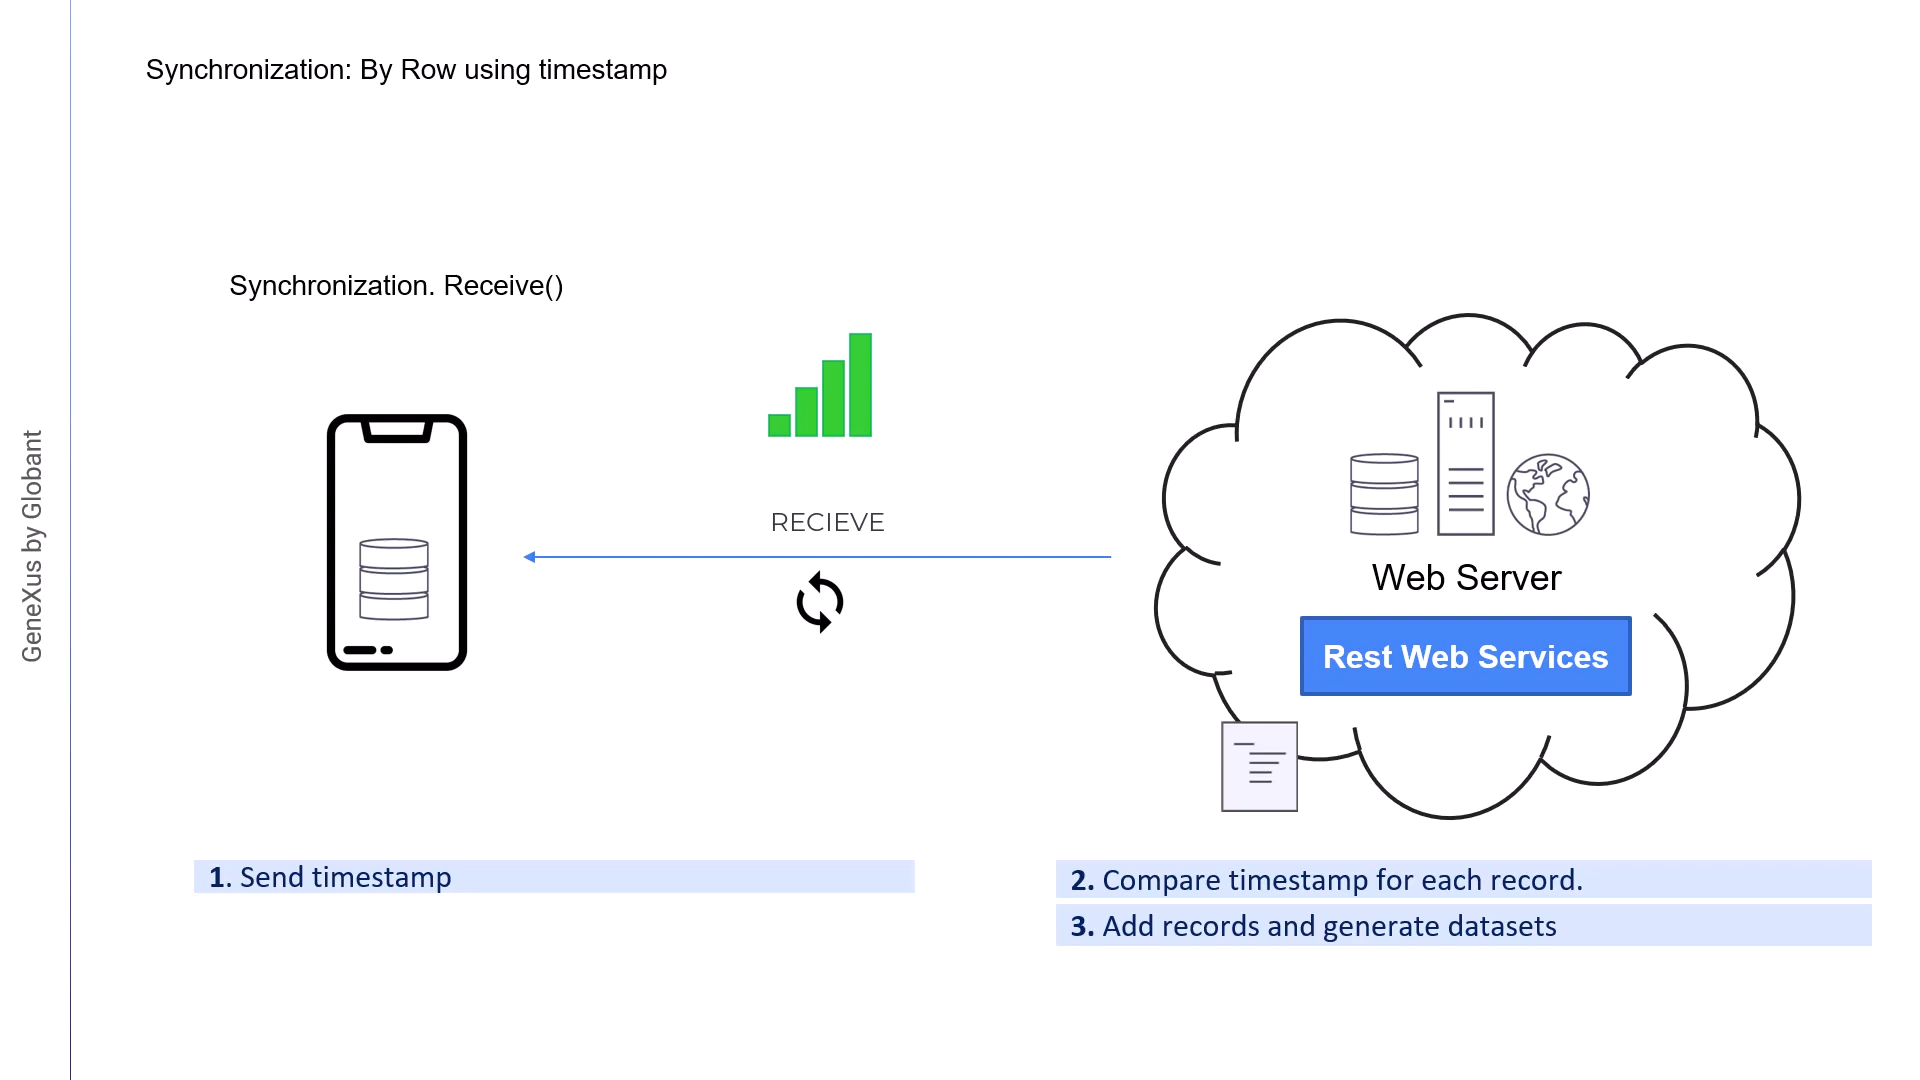 Synchronization: By Row using timestamp
Synchronization. Receive()
RECIEVE
Web Server
Rest Web Services
GeneXus by Globant
1. Send timestamp
2. Compare timestamp for each record.
3. Add records and generate datasets